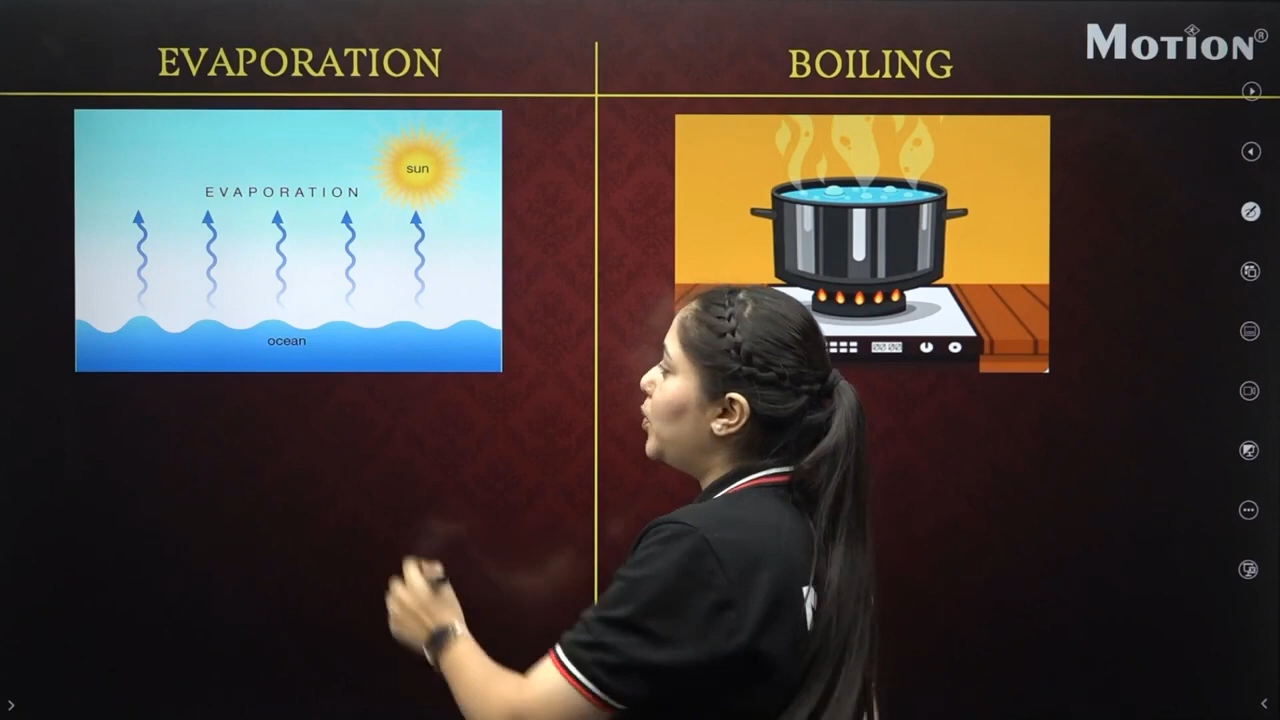 EVAPORATION
BOILING
MOTION®
sun
EVAPORATION
ocean